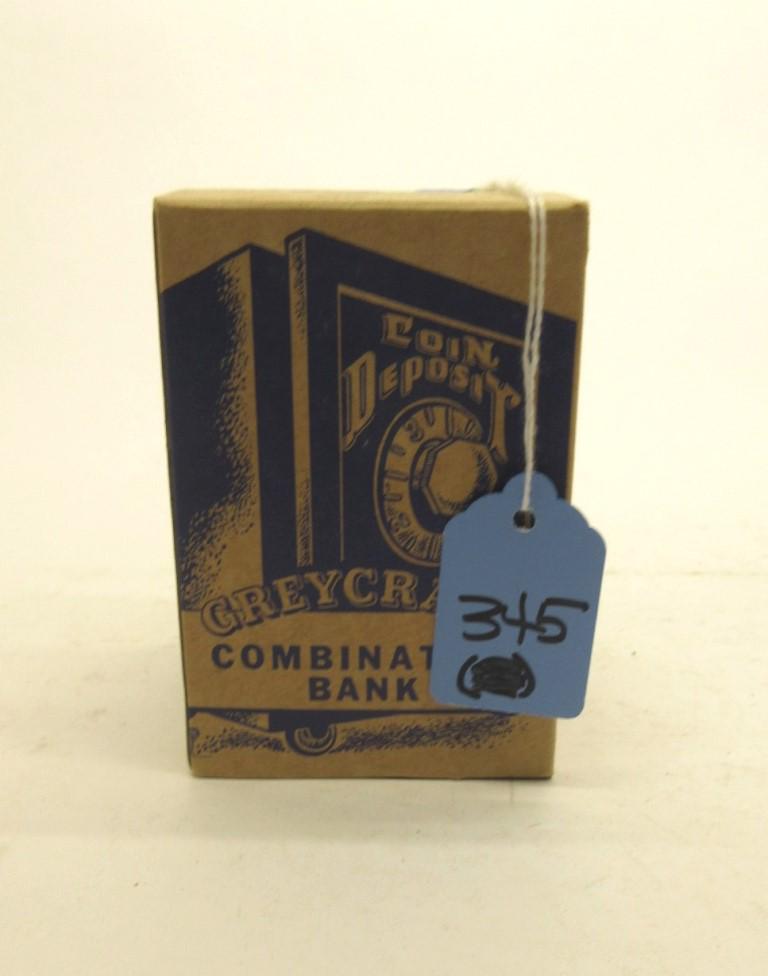 COIN
DEPOSIT
GREYCRA
COMBINAT
BANK
345